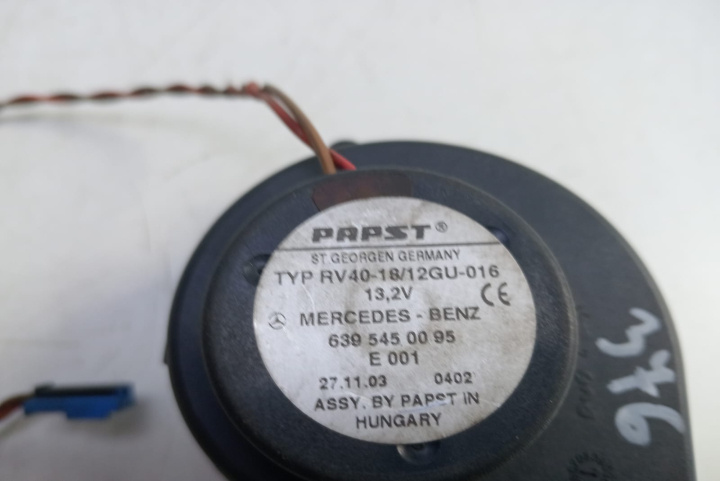 PAPST®
ST. GEORGEN GERMANY
TYP RV40-18/12GU-016
13,2V CE
MERCEDES - BENZ
639 545 00 95
E 001
27.11.03 0402
ASSY. BY PAPST IN
HUNGARY